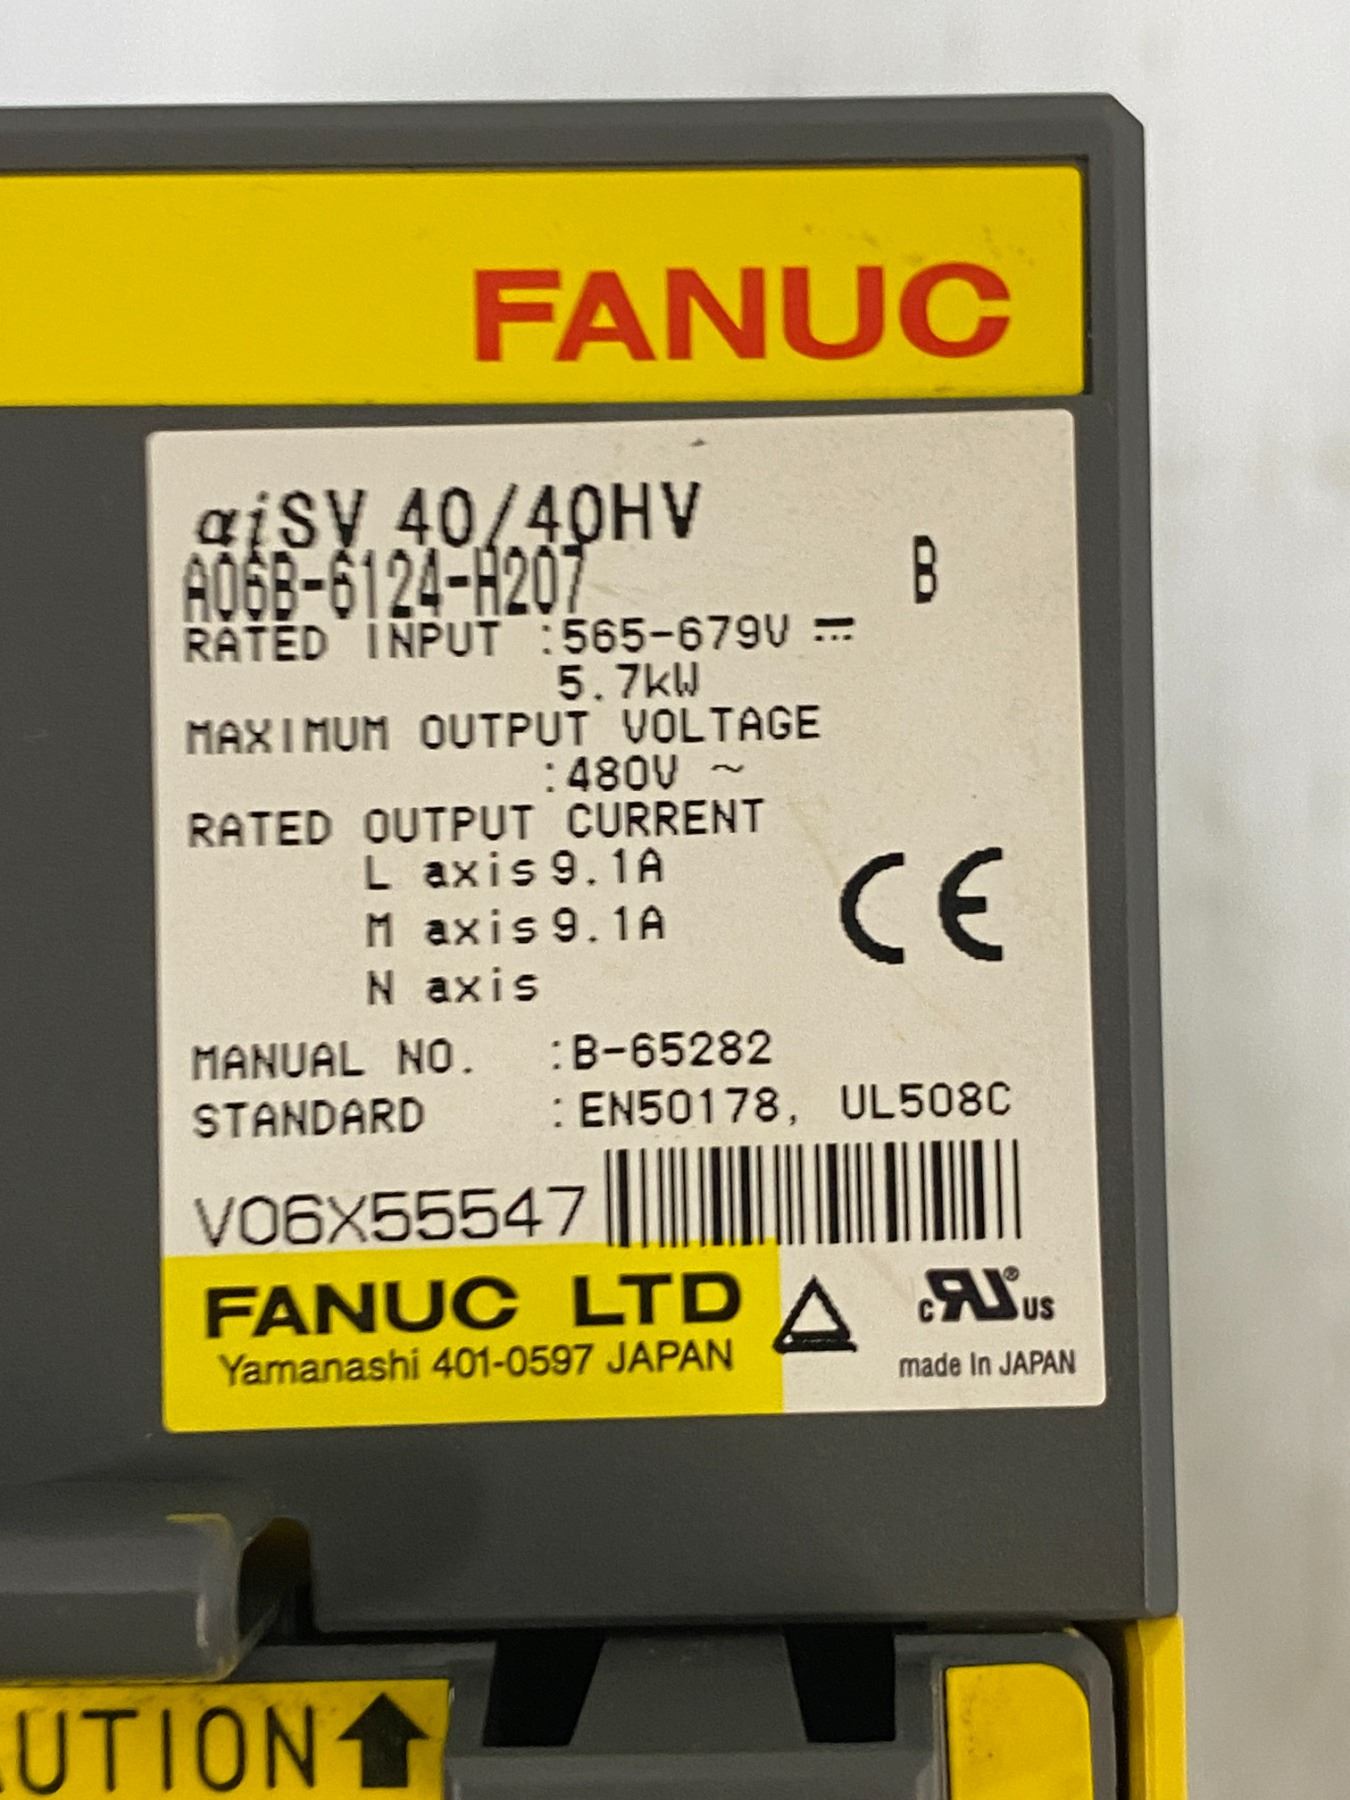 FANUC
αiSV 40/40HV
A06B-6124-H207 B
RATED INPUT :565-679V ⎓
5.7kW
MAXIMUM OUTPUT VOLTAGE
:480V ~
RATED OUTPUT CURRENT
L axis 9.1A
M axis 9.1A
N axis
CE
MANUAL NO. :B-65282
STANDARD :EN50178, UL508C
V06X55547
FANUC LTD
Yamanashi 401-0597 JAPAN
c RU ® US
made In JAPAN
AUTION